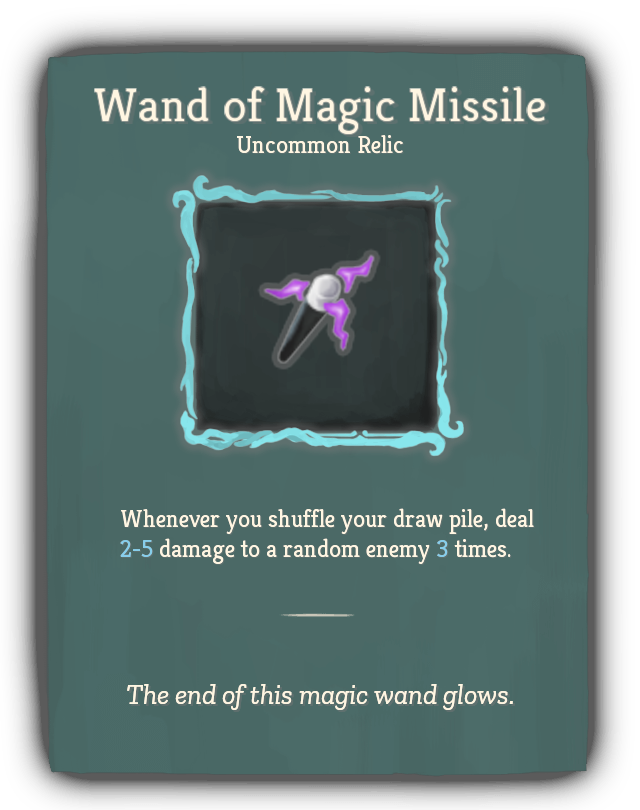 Wand of Magic Missile
Uncommon Relic
Whenever you shuffle your draw pile, deal
2-5 damage to a random enemy 3 times.
The end of this magic wand glows.